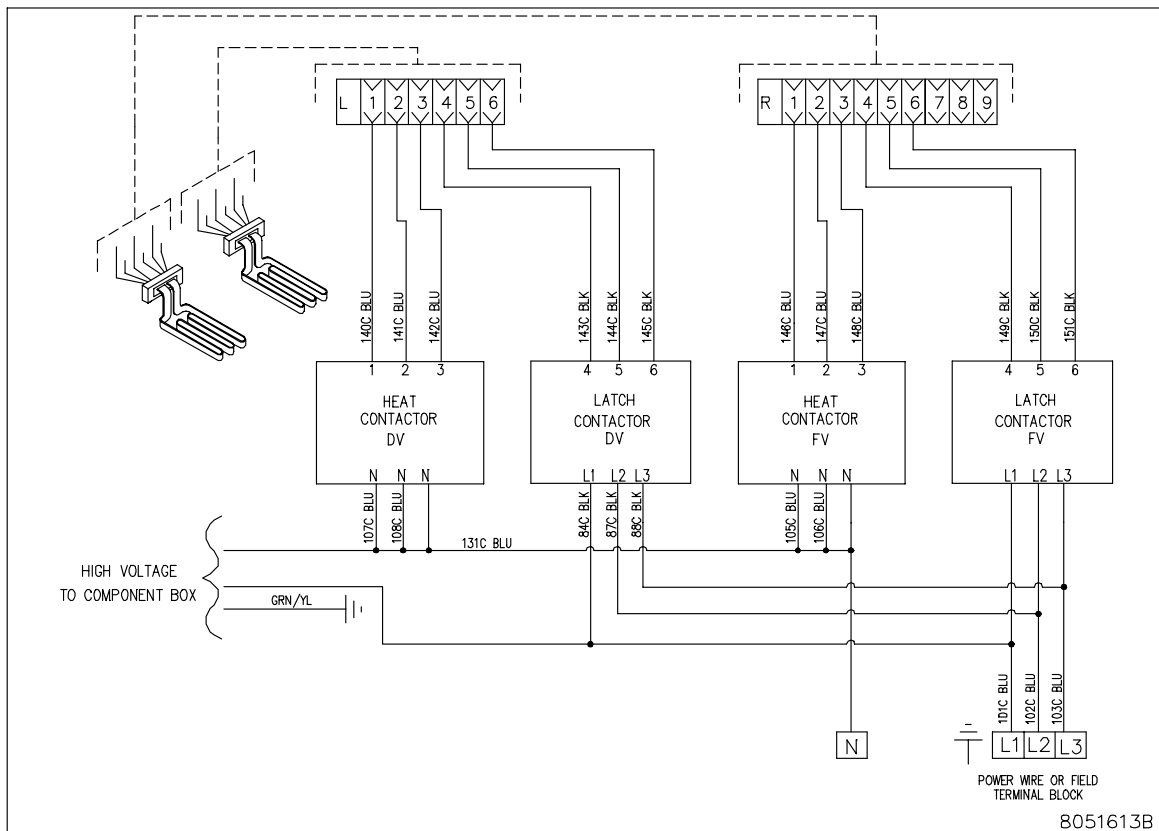 L 1 2 3 4 5 6
R 1 2 3 4 5 6 7 8 9
140C BLU
141C BLU
142C BLU
143C BLK
144C BLK
145C BLK
146C BLU
147C BLU
148C BLU
149C BLK
150C BLK
151C BLK
1 2 3
HEAT
CONTACTOR
DV
N N N
4 5 6
LATCH
CONTACTOR
DV
L1 L2 L3
1 2 3
HEAT
CONTACTOR
FV
N N N
4 5 6
LATCH
CONTACTOR
FV
L1 L2 L3
107C BLU
108C BLU
84C BLK
87C BLK
88C BLK
105C BLU
106C BLU
131C BLU
HIGH VOLTAGE
TO COMPONENT BOX
GRN/YL
101C BLU
102C BLU
103C BLU
N
L1 L2 L3
POWER WIRE OR FIELD
TERMINAL BLOCK
8051613B